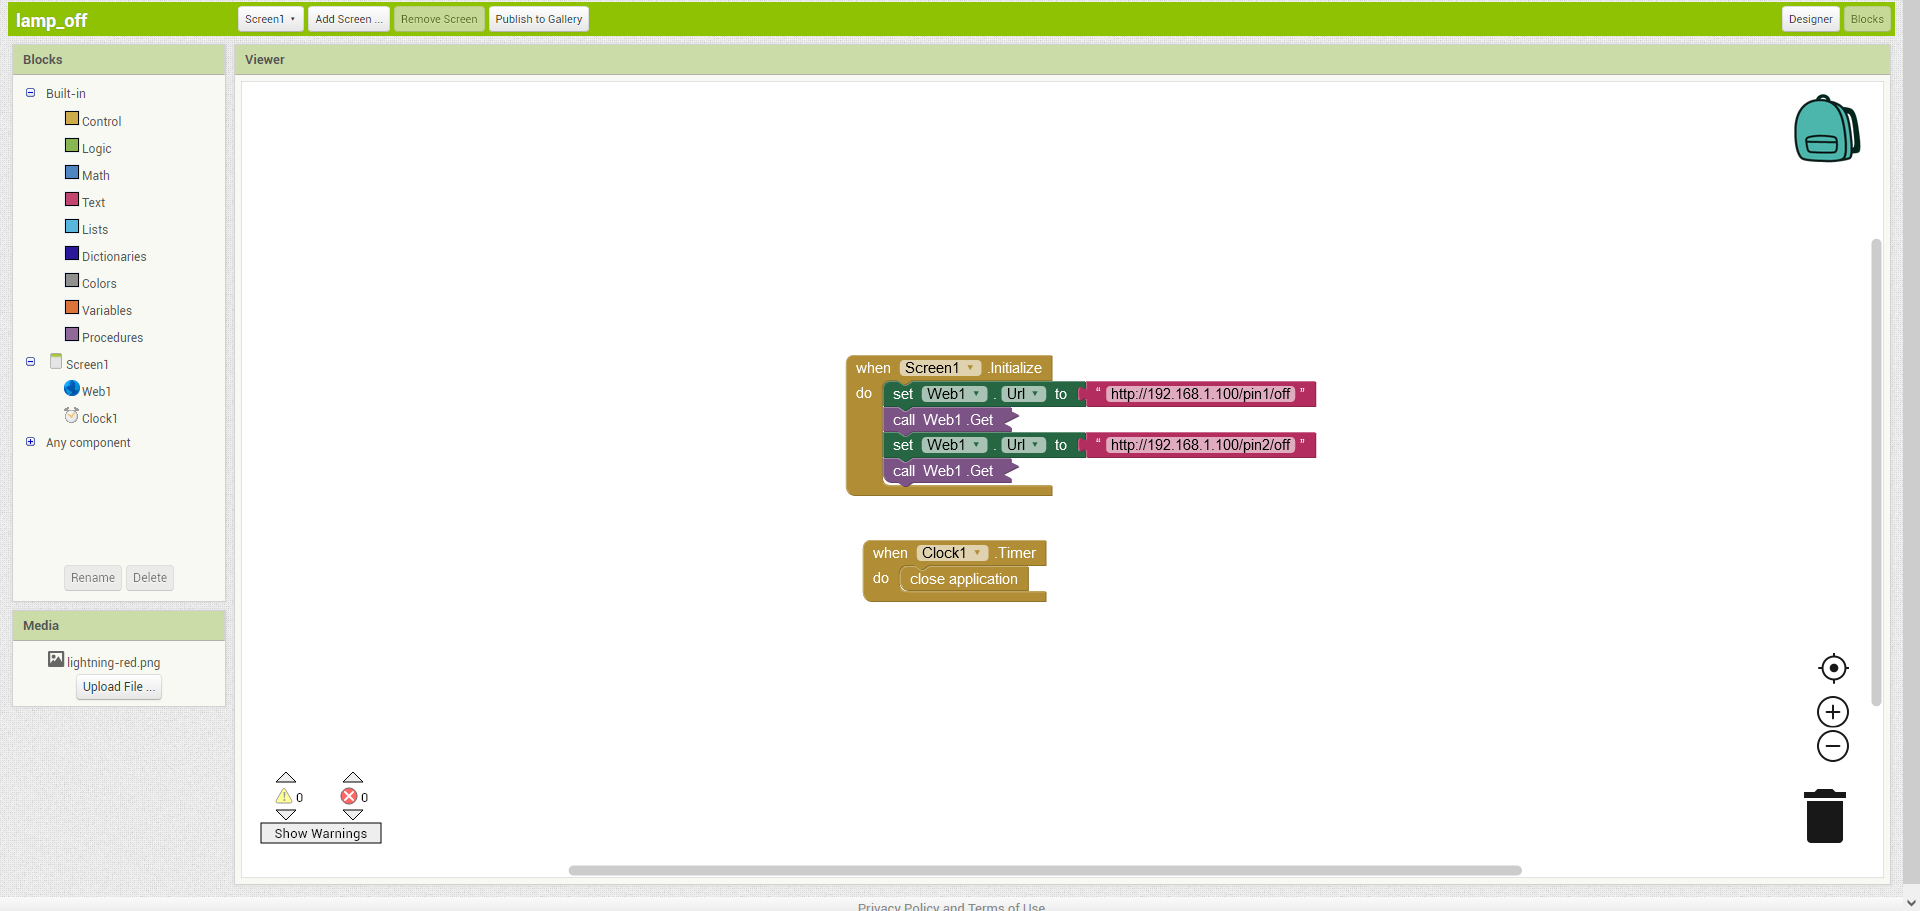 lamp_off
Screen1 Add Screen ... Remove Screen Publish to Gallery Designer Blocks
Blocks
Built-in
Control
Logic
Math
Text
Lists
Dictionaries
Colors
Variables
Procedures
Screen1
Web1
Clock1
Any component
Rename Delete
Media
lightning-red.png
Upload File ...
Viewer
when Screen1 .Initialize
do set Web1 . Url to “ http://192.168.1.100/pin1/off ”
call Web1 .Get
set Web1 . Url to “ http://192.168.1.100/pin2/off ”
call Web1 .Get
when Clock1 .Timer
do close application
0 0
Show Warnings
Privacy Policy and Terms of Use